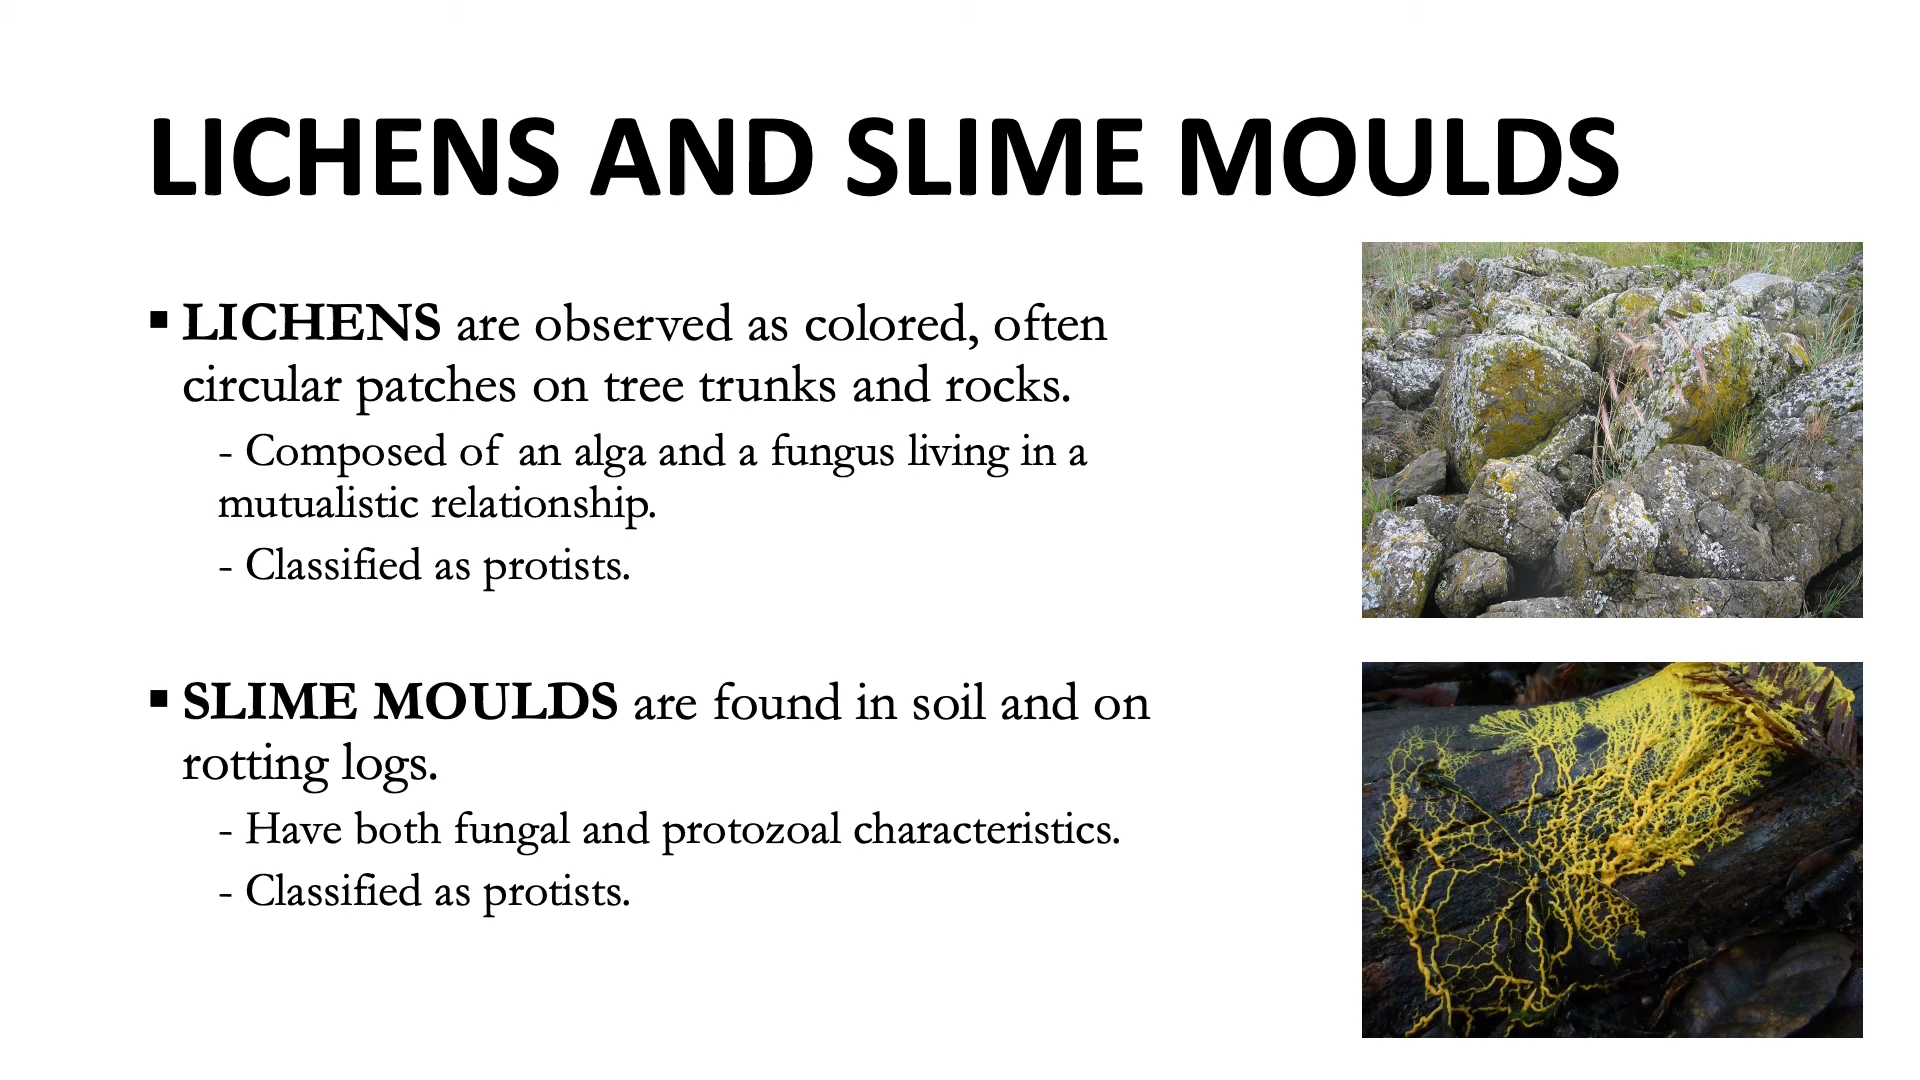 LICHENS AND SLIME MOULDS
▪ LICHENS are observed as colored, often
circular patches on tree trunks and rocks.
- Composed of an alga and a fungus living in a
mutualistic relationship.
- Classified as protists.
▪ SLIME MOULDS are found in soil and on
rotting logs.
- Have both fungal and protozoal characteristics.
- Classified as protists.